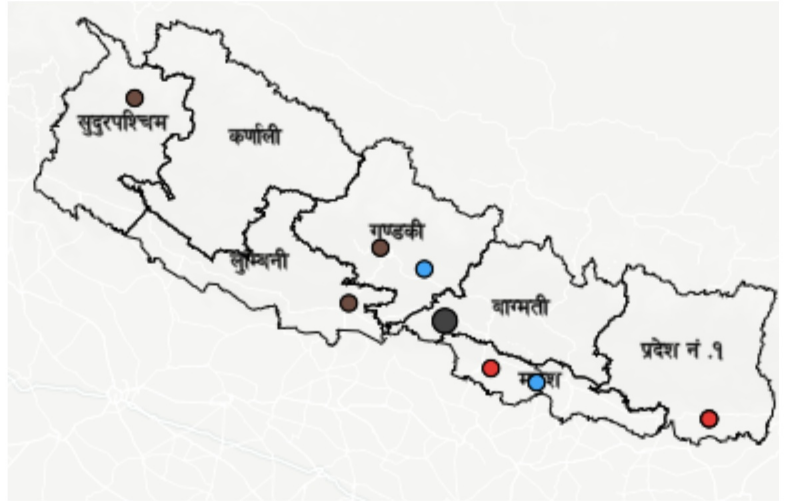 सुदुरपश्चिम
कर्णाली
गण्डकी
लुम्बिनी
बाग्मती
प्रदेश नं .१